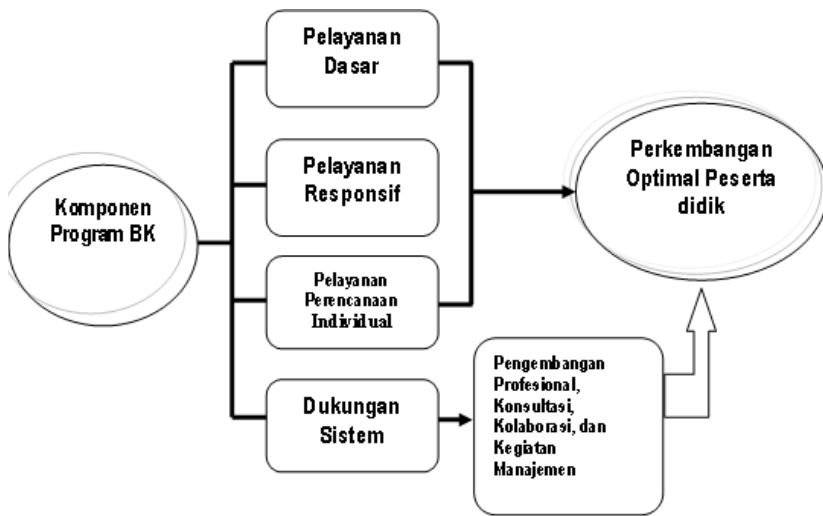 Komponen
Program BK
Pelayanan
Dasar
Pelayanan
Responsif
Pelayanan
Perencanaan
Individual
Dukungan
Sistem
Pengembangan
Profesional,
Konsultasi,
Kolaborasi, dan
Kegiatan
Manajemen
Perkembangan
Optimal Peserta
didik